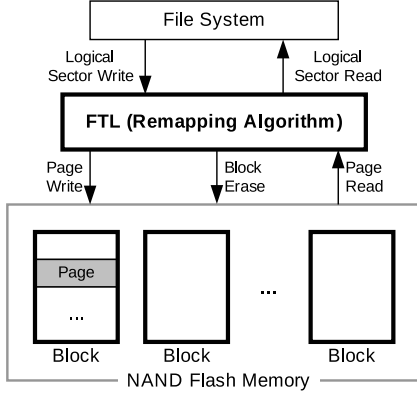 File System
Logical
Sector Write
Logical
Sector Read
FTL (Remapping Algorithm)
Page
Write
Block
Erase
Page
Read
Page
...
...
Block
Block
Block
NAND Flash Memory